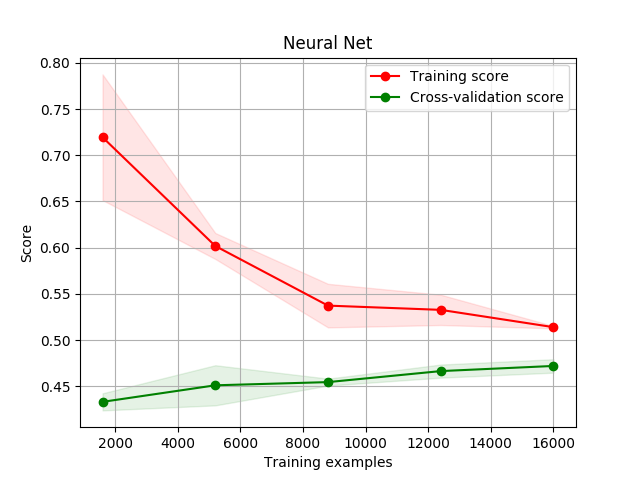 Neural Net
Training score
Cross-validation score
0.80
0.75
0.70
0.65
0.60
0.55
0.50
0.45
Score
2000 4000 6000 8000 10000 12000 14000 16000
Training examples